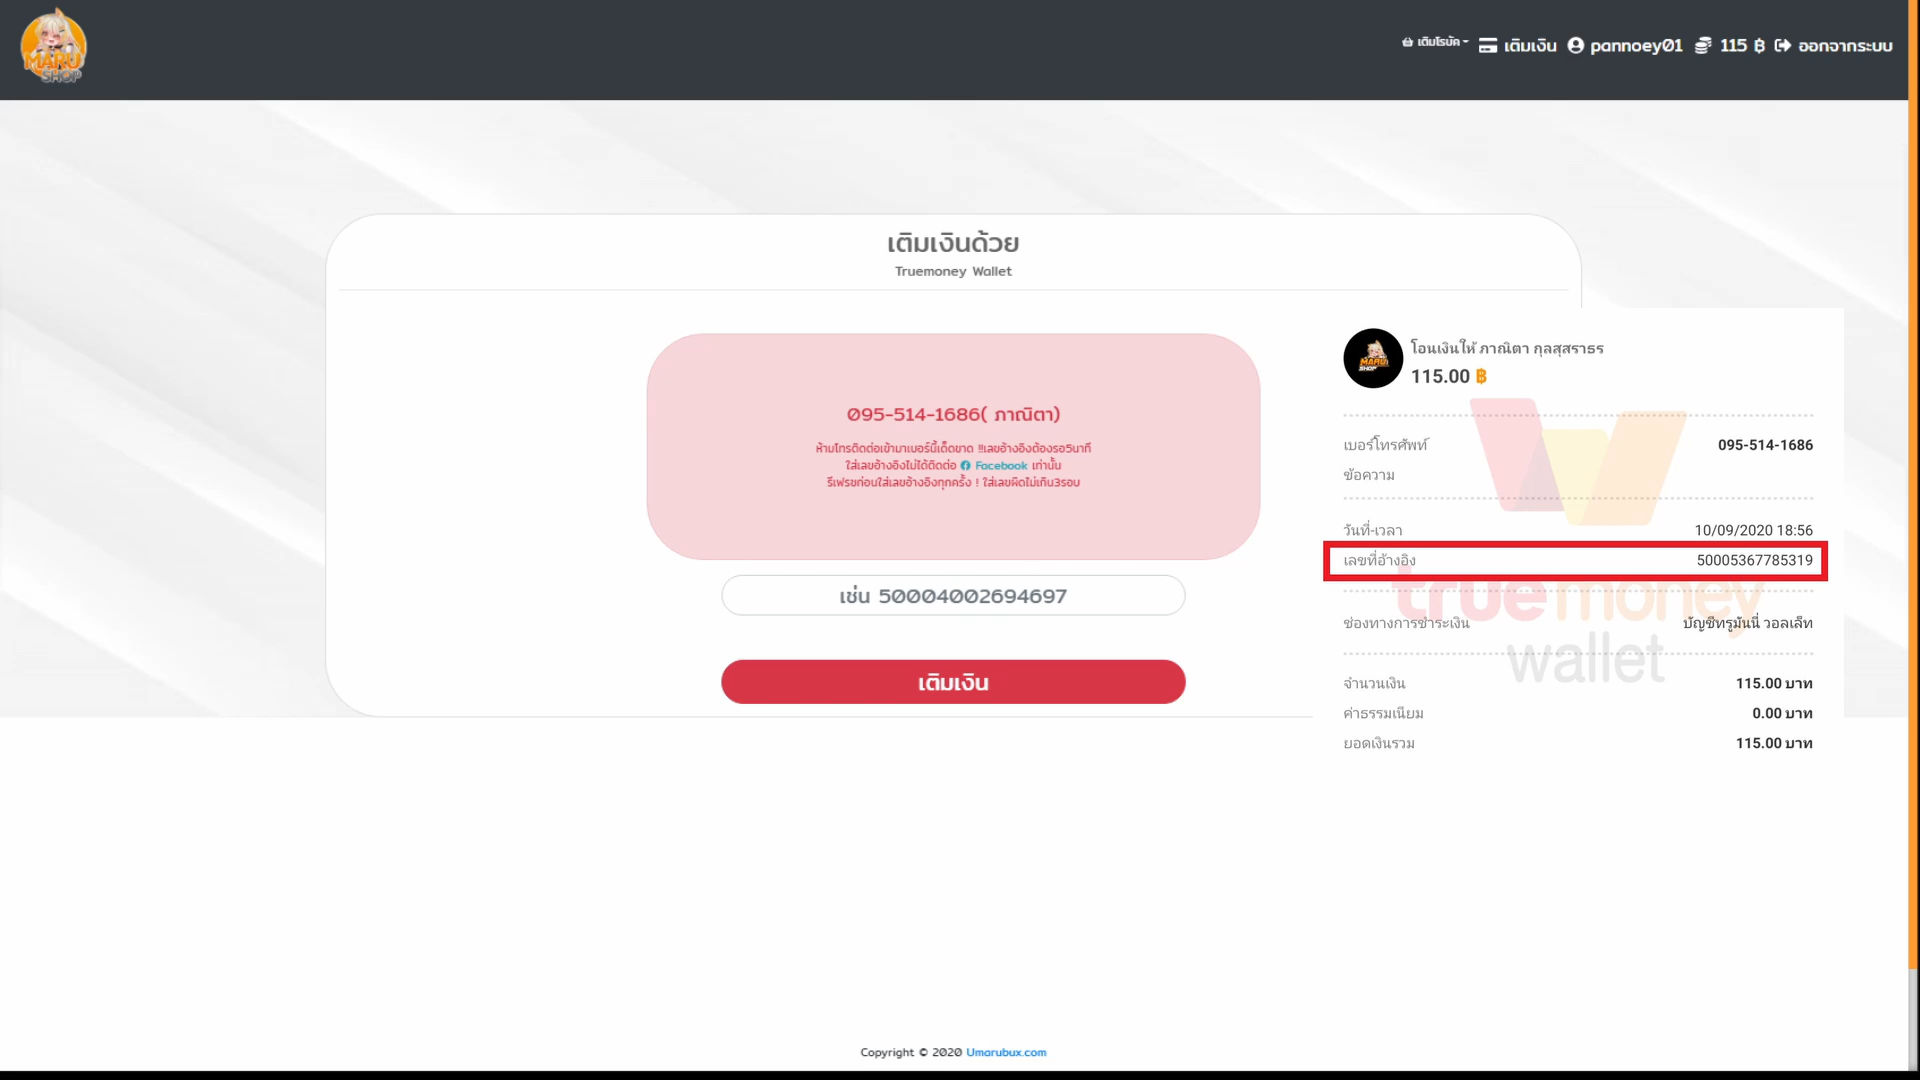 MARU
SHOP
เติมโรบัค
เติมเงิน
pannoey01
115 ฿
ออกจากระบบ
เติมเงินด้วย
Truemoney Wallet
095-514-1686( ภาณิตา)
ห้ามโทรติดต่อเข้ามาเบอร์นี้เด็ดขาด !!เลขอ้างอิงต้องรอ5นาที
ใส่เลขอ้างอิงไม่ได้ติดต่อ Facebook เท่านั้น
รีเฟรชก่อนใส่เลขอ้างอิงทุกครั้ง ! ใส่เลขผิดไม่เกิน3รอบ
เช่น 50004002694697
เติมเงิน
MARU
SHOP
โอนเงินให้ ภาณิตา กุลสุสราธร
115.00 ฿
เบอร์โทรศัพท์ 095-514-1686
ข้อความ
วันที่-เวลา 10/09/2020 18:56
เลขที่อ้างอิง 50005367785319
truemoney
wallet
ช่องทางการชำระเงิน บัญชีทรูมันนี่ วอลเล็ท
จำนวนเงิน 115.00 บาท
ค่าธรรมเนียม 0.00 บาท
ยอดเงินรวม 115.00 บาท
Copyright © 2020 Umarubux.com